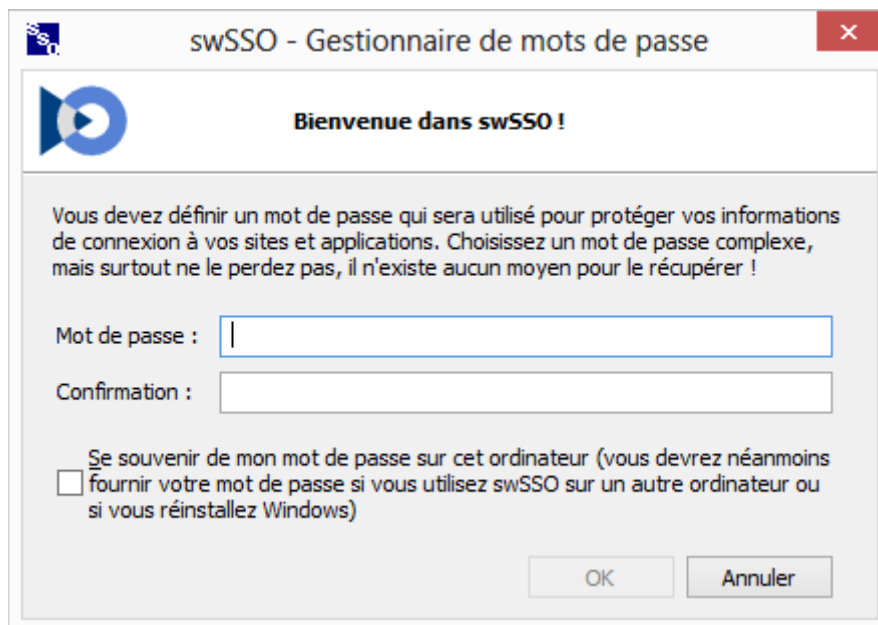 SSO
swSSO - Gestionnaire de mots de passe
Bienvenue dans swSSO !
Vous devez définir un mot de passe qui sera utilisé pour protéger vos informations
de connexion à vos sites et applications. Choisissez un mot de passe complexe,
mais surtout ne le perdez pas, il n'existe aucun moyen pour le récupérer !
Mot de passe :
Confirmation :
Se souvenir de mon mot de passe sur cet ordinateur (vous devrez néanmoins
fournir votre mot de passe si vous utilisez swSSO sur un autre ordinateur ou
si vous réinstallez Windows)
OK
Annuler